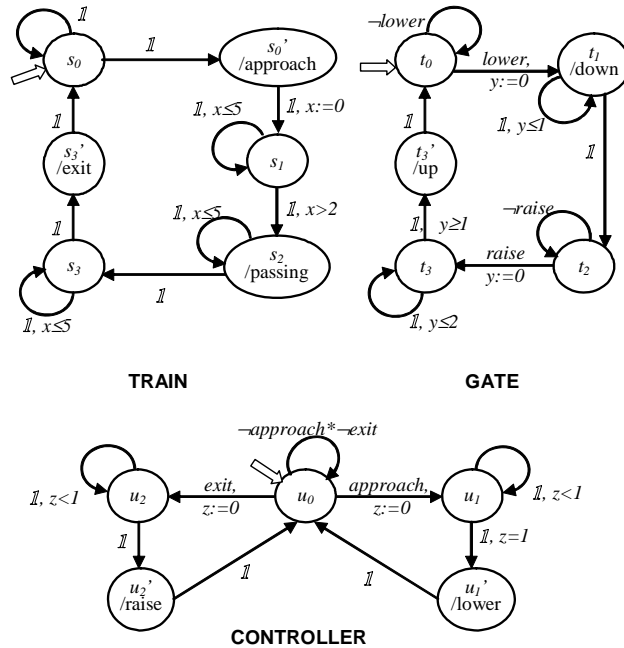 𝟙
s₀
𝟙
s₀’
/approach
𝟙, x:=0
𝟙, x≤5
s₁
𝟙, x>2
𝟙, x≤5
s₂
/passing
𝟙
s₃
𝟙, x≤5
𝟙
s₃’
/exit
𝟙
TRAIN
¬lower
t₀
lower,
y:=0
t₁
/down
𝟙, y≤1
𝟙
¬raise
t₂
raise
y:=0
t₃
𝟙, y≤2
𝟙, y≥1
t₃’
/up
𝟙
GATE
¬approach*¬exit
u₀
exit,
z:=0
approach,
z:=0
u₂
𝟙, z<1
𝟙
u₂’
/raise
𝟙
u₁
𝟙, z<1
𝟙, z=1
u₁’
/lower
𝟙
CONTROLLER